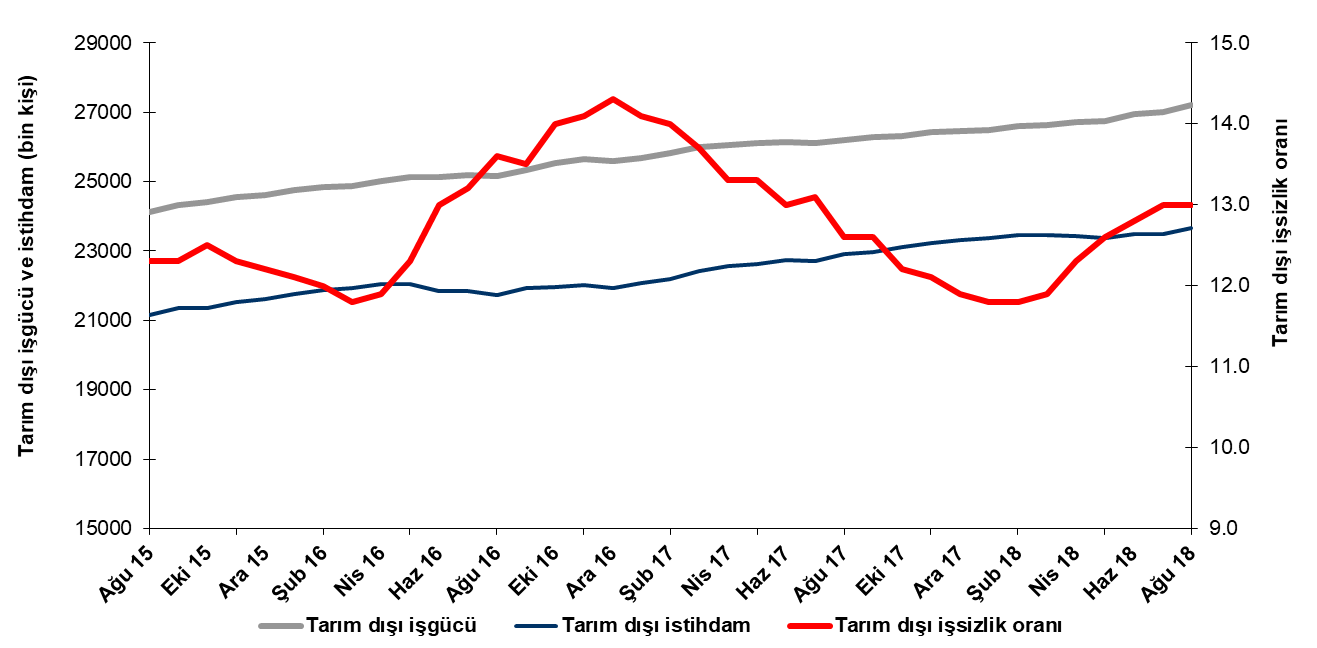 Tarım dışı işgücü ve istihdam (bin kişi)
29000
27000
25000
23000
21000
19000
17000
15000
15.0
14.0
13.0
12.0
11.0
10.0
9.0
Tarım dışı işsizlik oranı
Ağu 15
Eki 15
Ara 15
Şub 16
Nis 16
Haz 16
Ağu 16
Eki 16
Ara 16
Şub 17
Nis 17
Haz 17
Ağu 17
Eki 17
Ara 17
Şub 18
Nis 18
Haz 18
Ağu 18
Tarım dışı işgücü
Tarım dışı istihdam
Tarım dışı işsizlik oranı